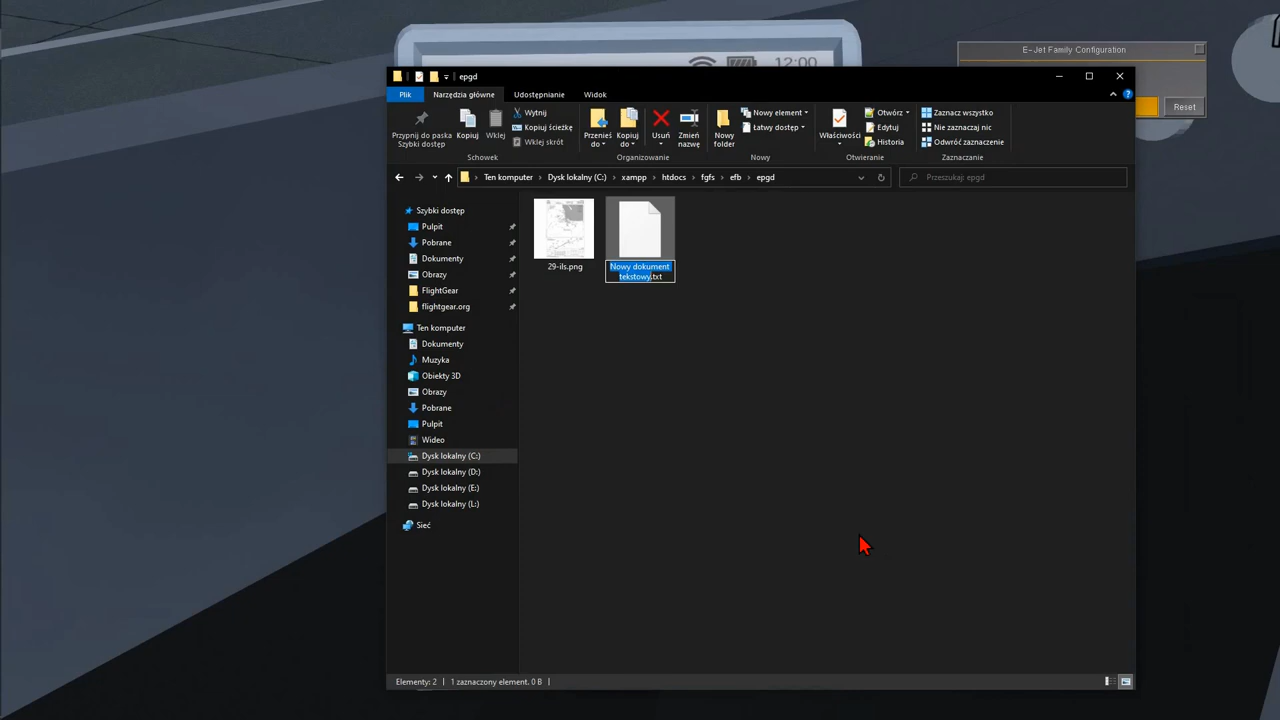 12:00
E-Jet Family Configuration
Reset
epgd
Plik
Narzędzia główne
Udostępnianie
Widok
Przypnij do paska
Szybki dostęp
Kopiuj
Wklej
Wytnij
Kopiuj ścieżkę
Wklej skrót
Schowek
Przenieś
do
Kopiuj
do
Usuń
Zmień
nazwę
Organizowanie
Nowy
folder
Nowy element
Łatwy dostęp
Nowy
Właściwości
Otwórz
Edytuj
Historia
Otwieranie
Zaznacz wszystko
Nie zaznaczaj nic
Odwróć zaznaczenie
Zaznaczanie
Ten komputer
Dysk lokalny (C:)
xampp
htdocs
fgfs
efb
epgd
Przeszukaj: epgd
Szybki dostęp
Pulpit
Pobrane
Dokumenty
Obrazy
FlightGear
flightgear.org
Ten komputer
Dokumenty
Muzyka
Obiekty 3D
Obrazy
Pobrane
Pulpit
Wideo
Dysk lokalny (C:)
Dysk lokalny (D:)
Dysk lokalny (E:)
Dysk lokalny (L:)
Sieć
29-ils.png
Nowy dokument
tekstowy.txt
Elementy: 2
1 zaznaczony element. 0 B